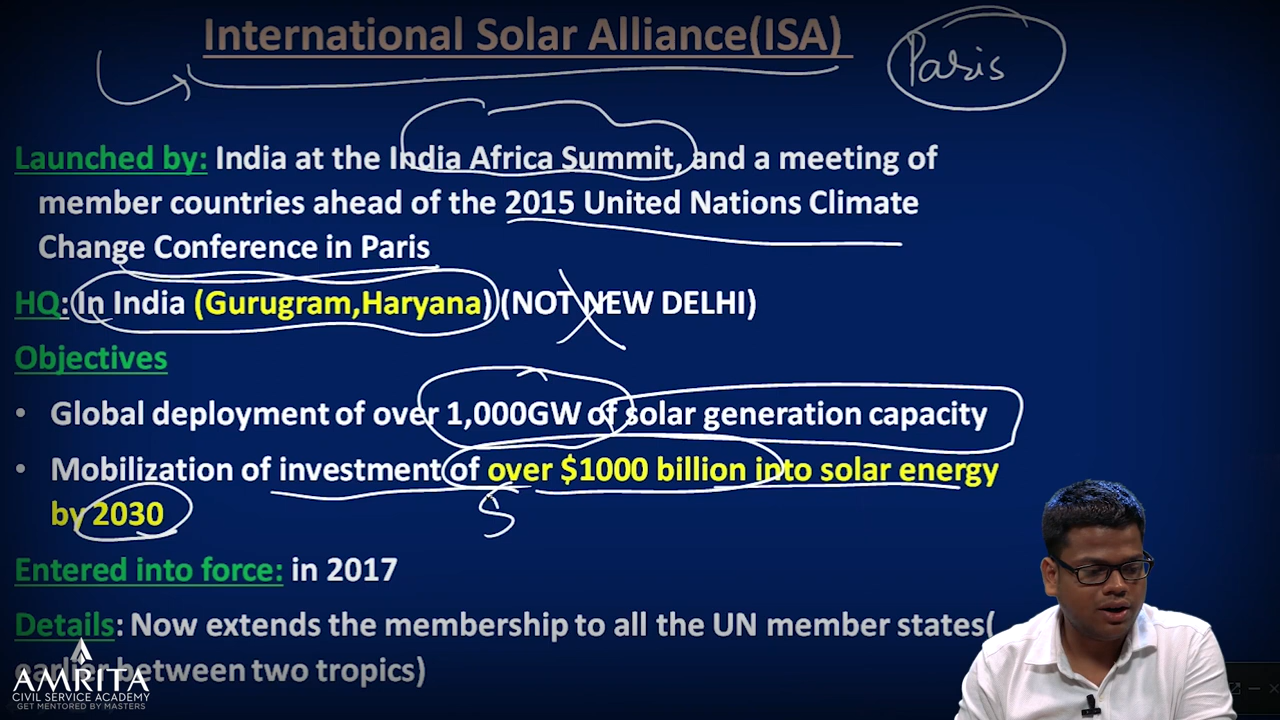 International Solar Alliance(ISA)
Paris
Launched by: India at the India Africa Summit, and a meeting of
member countries ahead of the 2015 United Nations Climate
Change Conference in Paris
HQ: In India (Gurugram,Haryana) (NOT NEW DELHI)
Objectives
• Global deployment of over 1,000GW of solar generation capacity
• Mobilization of investment of over $1000 billion into solar energy
by 2030
S
Entered into force: in 2017
Details: Now extends the membership to all the UN member states(
earlier between two tropics)
AMRITA
CIVIL SERVICE ACADEMY
GET MENTORED BY MASTERS